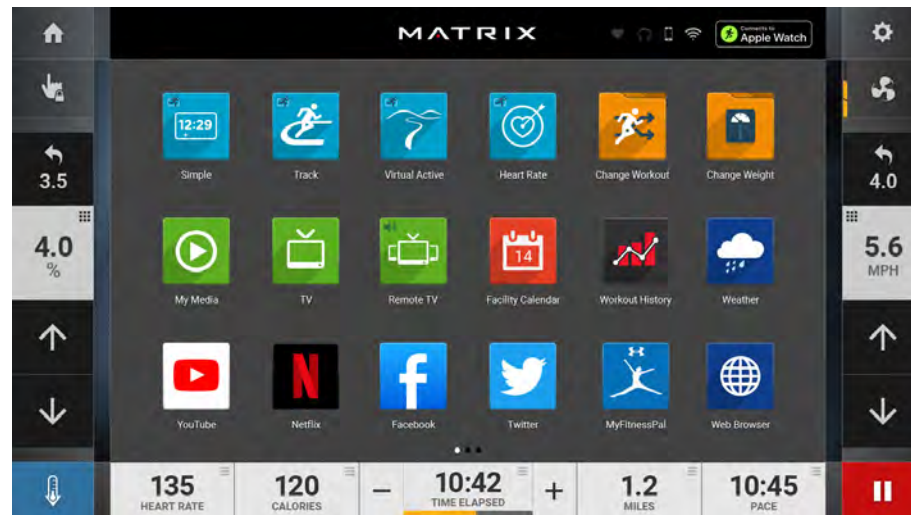 MATRIX
Connects to
Apple Watch
3.5
4.0
4.0
%
5.6
MPH
12:29
Simple
Track
Virtual Active
Heart Rate
Change Workout
Change Weight
14
My Media
TV
Remote TV
Facility Calendar
Workout History
Weather
N
f
YouTube
Netflix
Facebook
Twitter
MyFitnessPal
Web Browser
135
HEART RATE
120
CALORIES
−
10:42
TIME ELAPSED
+
1.2
MILES
10:45
PACE